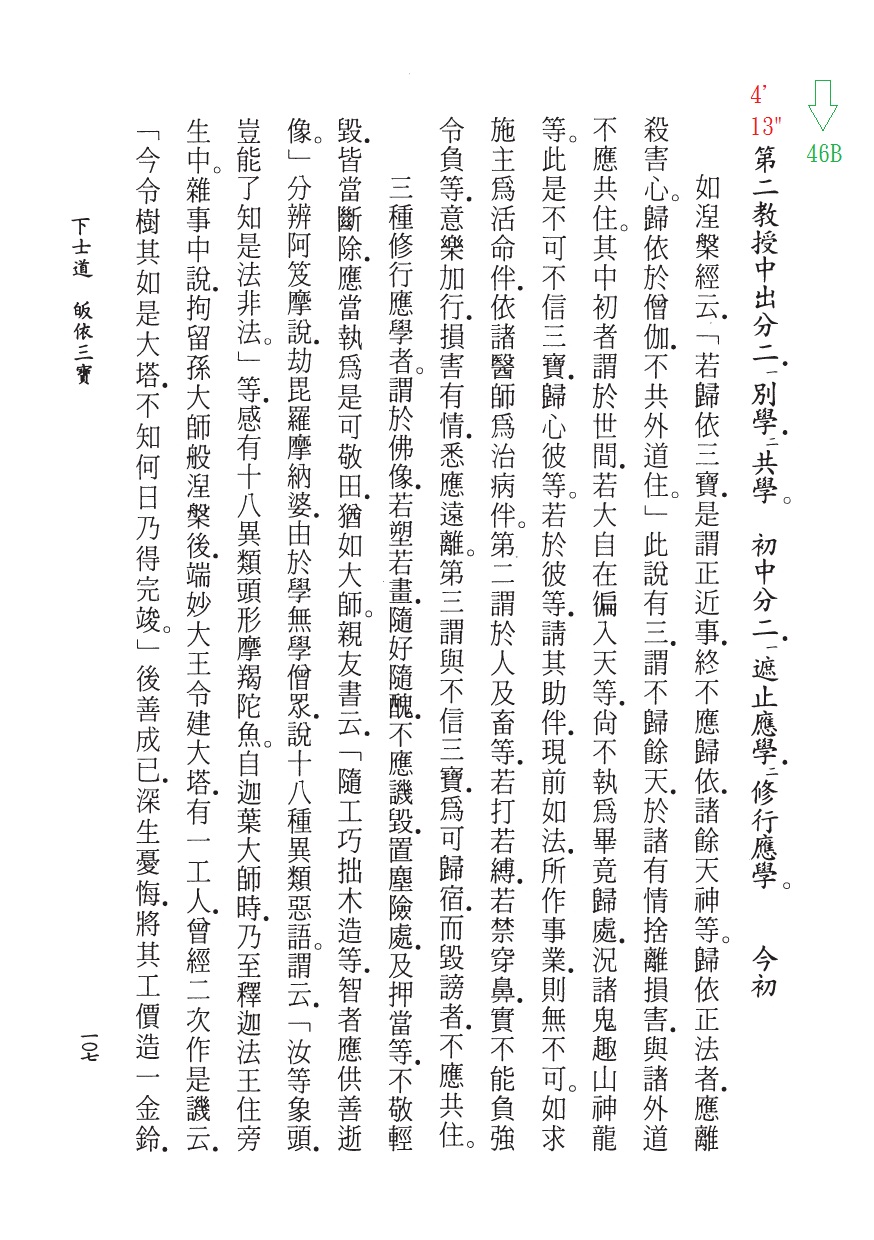 46B
4'
13"
第二教授中出分二．一別學．二共學。　初中分二．一遮止應學．二修行應學。　今初
如涅槃經云．「若歸依三寶．是謂正近事．終不應歸依．諸餘天神等。歸依正法者．應離
殺害心。歸依於僧伽．不共外道住。」此說有三．謂不歸餘天．於諸有情捨離損害．與諸外道
不應共住。其中初者謂於世間．若大自在徧入天等．尙不執爲畢竟歸處．況諸鬼趣山神龍
等。此是不可不信三寶．歸心彼等。若於彼等．請其助伴．現前如法．所作事業．則無不可。如求
施主爲活命伴．依諸醫師爲治病伴。第二謂於人及畜等．若打若縛．若禁穿鼻．實不能負強
令負等．意樂加行．損害有情．悉應遠離。第三謂與不信三寶．爲可歸宿．而毀謗者．不應共住。
三種修行應學者。謂於佛像．若塑若畫．隨好隨醜．不應譏毀．置塵險處．及押當等．不敬輕
毀．皆當斷除．應當執爲是可敬田．猶如大師。親友書云．「隨工巧拙木造等．智者應供善逝
像。」分辨阿笈摩說．劫毘羅摩納婆．由於學無學僧眾．說十八種異類惡語。謂云．「汝等象頭．
豈能了知是法非法。」等．感有十八異類頭形摩羯陀魚。自迦葉大師時．乃至釋迦法王住旁
生中。雜事中說．拘留孫大師般涅槃後．端妙大王令建大塔．有一工人．曾經二次作是譏云．
「今令樹其如是大塔．不知何日乃得完竣。」後善成已．深生憂悔．將其工價造一金鈴．
下士道　皈依三寶
一〇七